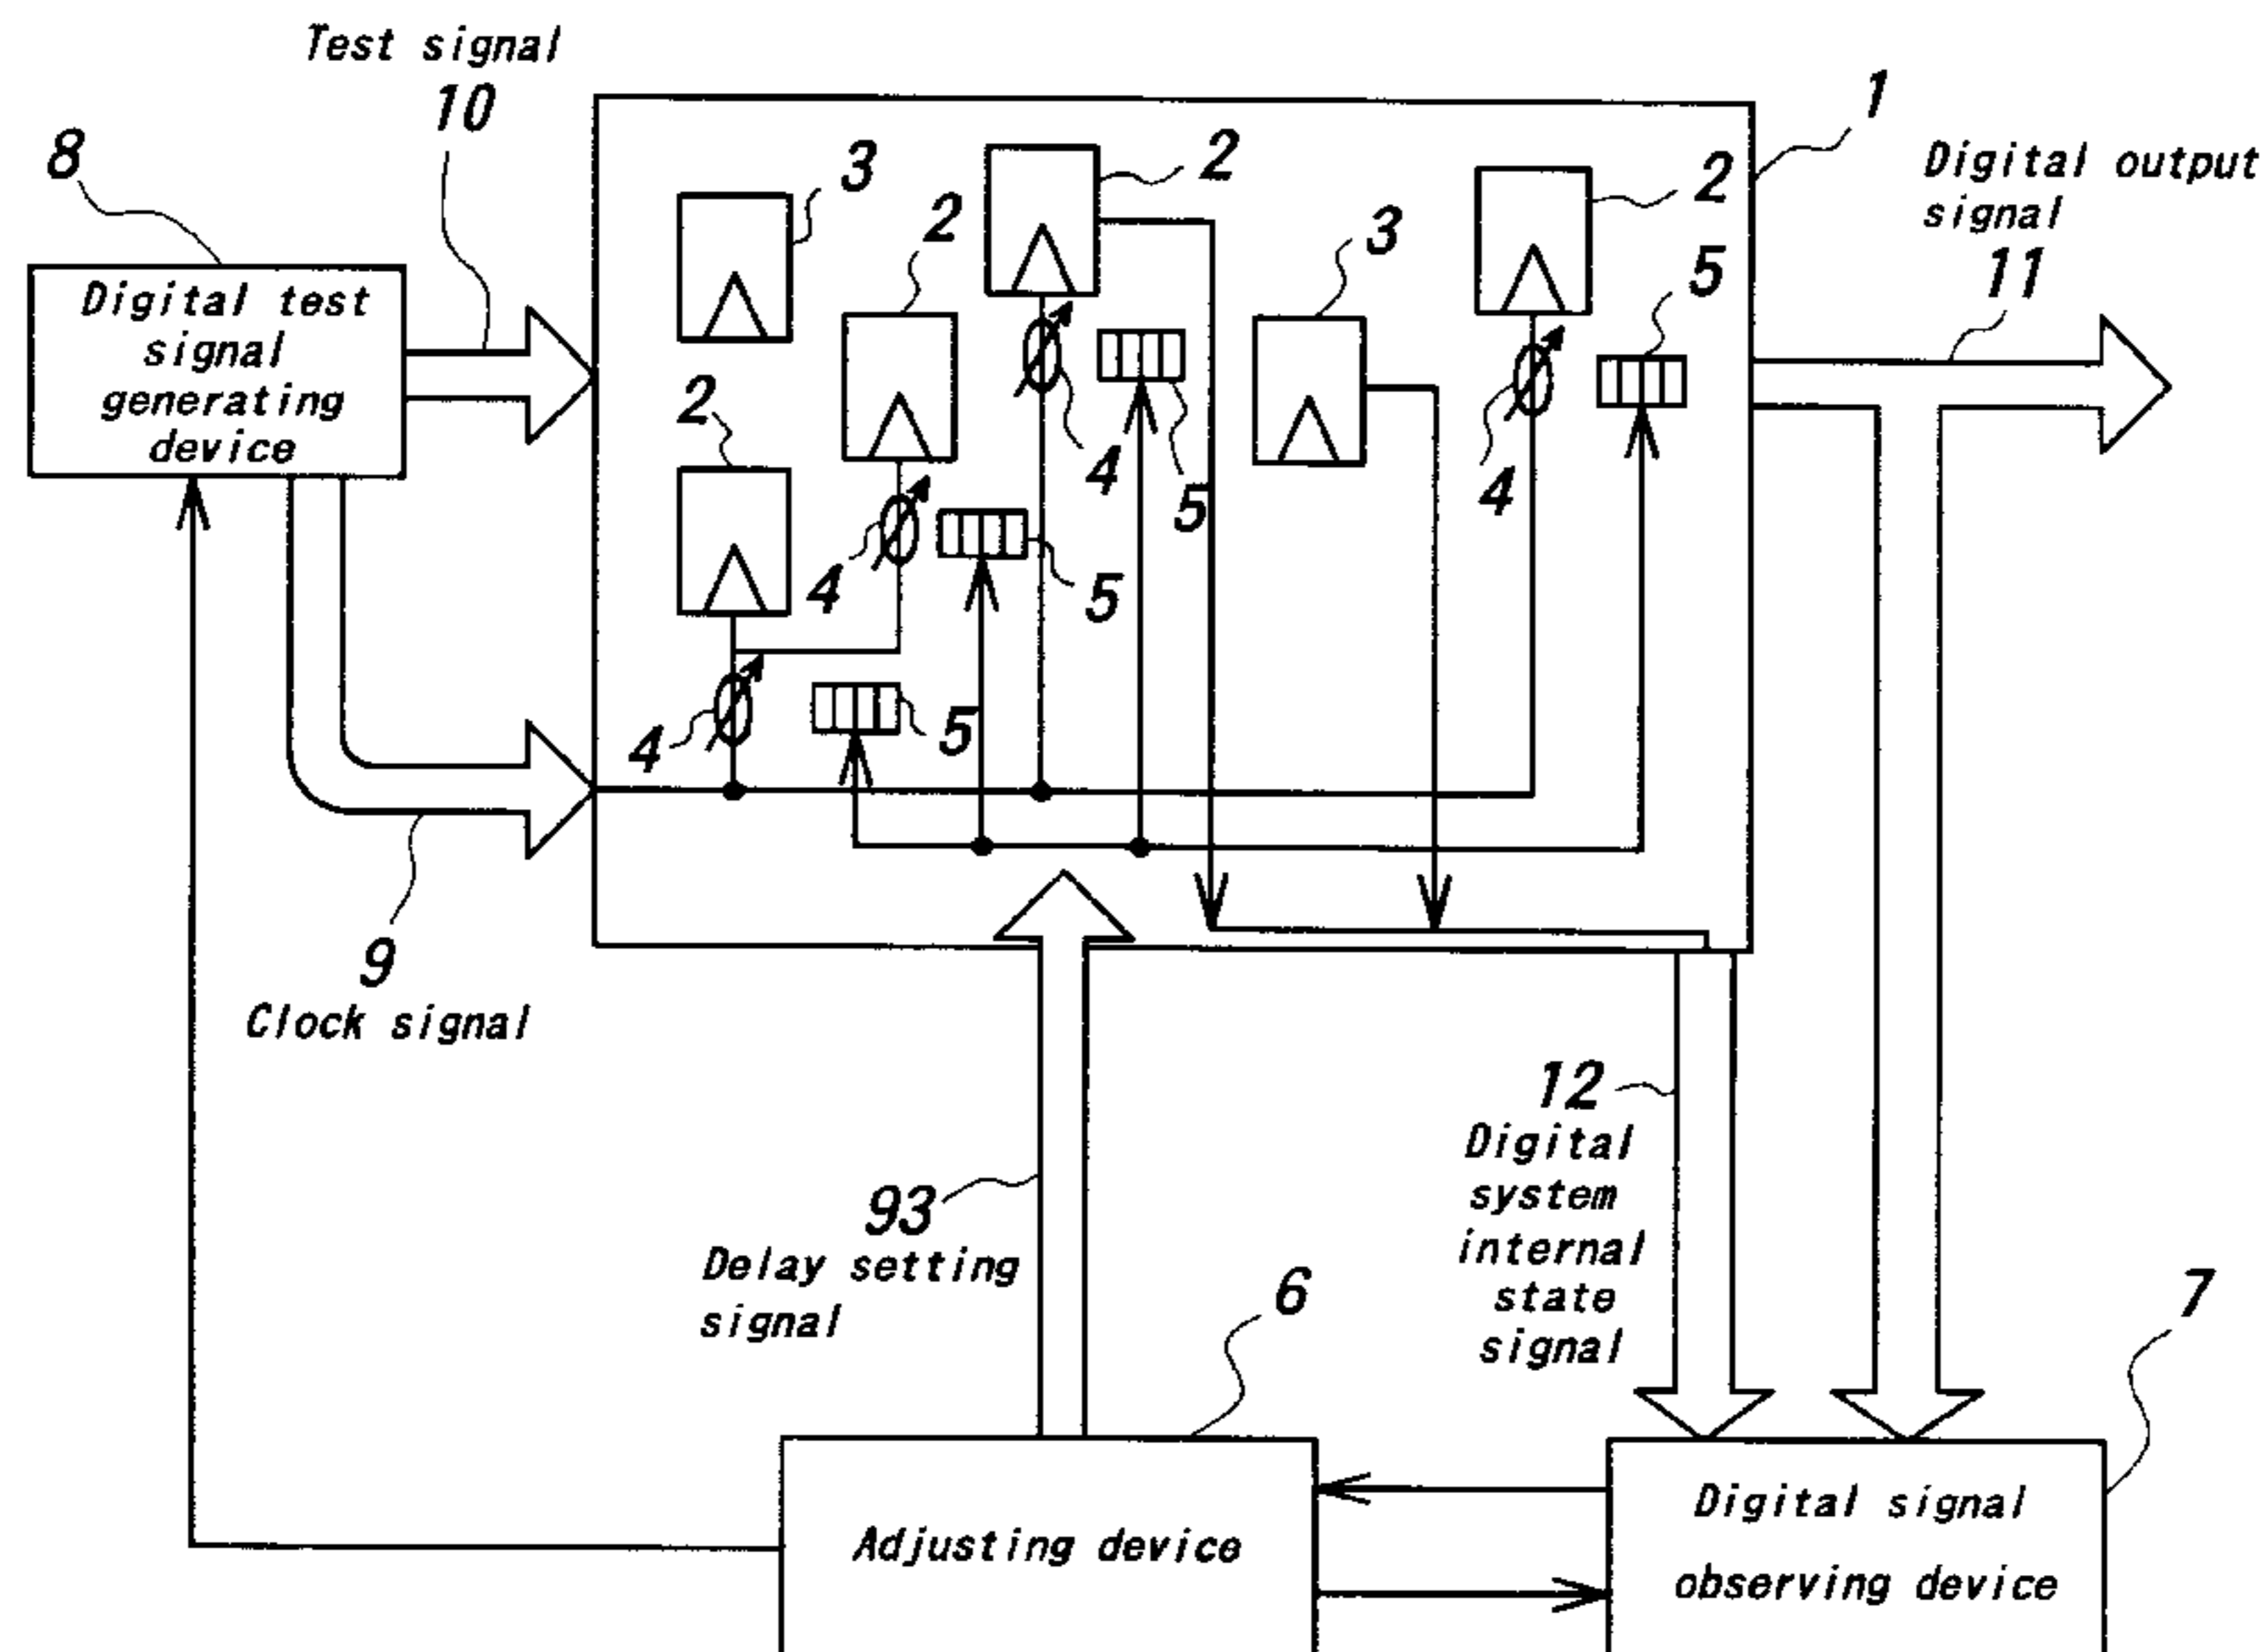 Test signal
10
8
1
3
2
2
Digital output
signal
11
2
3
5
Digital test
signal
generating
device
2
4
5
4
4
5
4
5
9
Clock signal
12
Digital
system
internal
state
signal
93
Delay setting
signal
6
7
Adjusting device
Digital signal
observing device